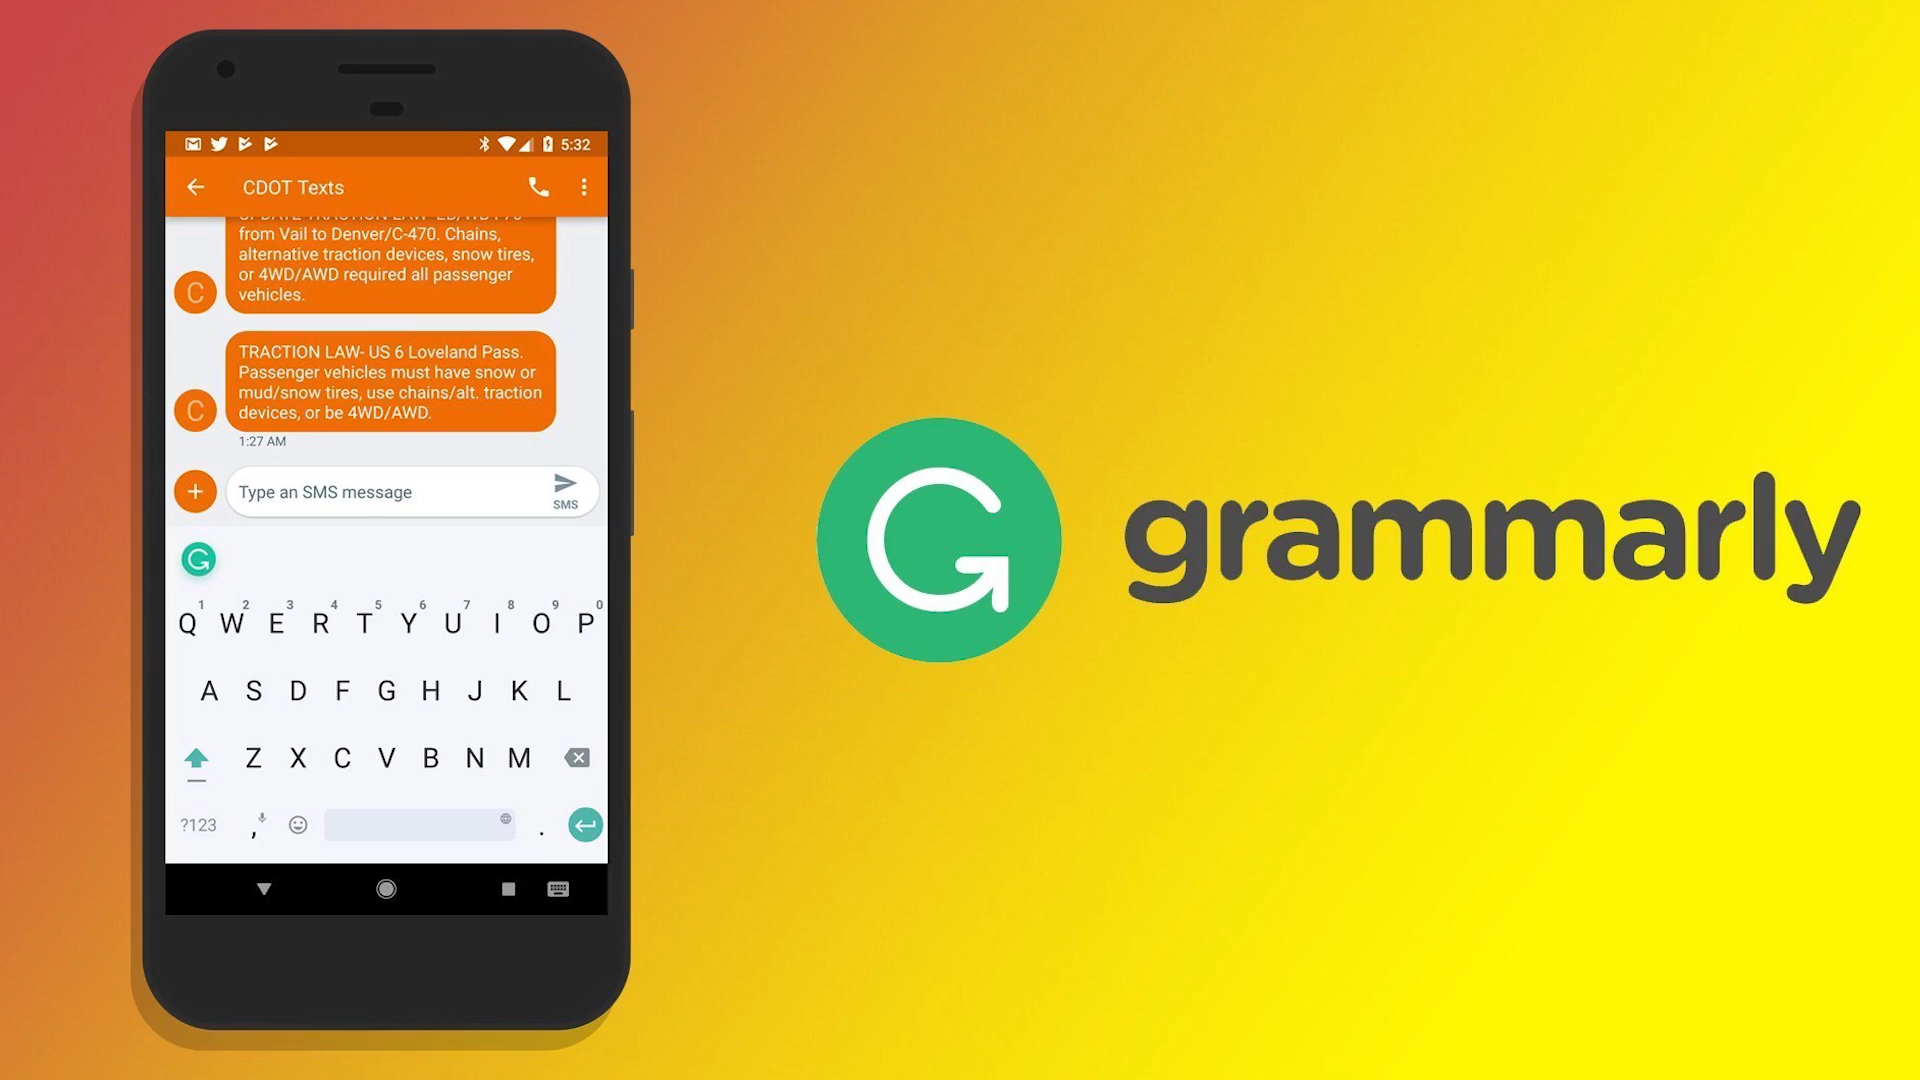 5:32
CDOT Texts
UPDATE TRACTION LAW
from Vail to Denver/C-470. Chains,
alternative traction devices, snow tires,
or 4WD/AWD required all passenger
vehicles.
C
TRACTION LAW- US 6 Loveland Pass.
Passenger vehicles must have snow or
mud/snow tires, use chains/alt. traction
devices, or be 4WD/AWD.
C
1:27 AM
+ Type an SMS message
SMS
G
1 2 3 4 5 6 7 8 9 0
Q W E R T Y U I O P
A S D F G H J K L
Z X C V B N M
?123 , .
G grammarly